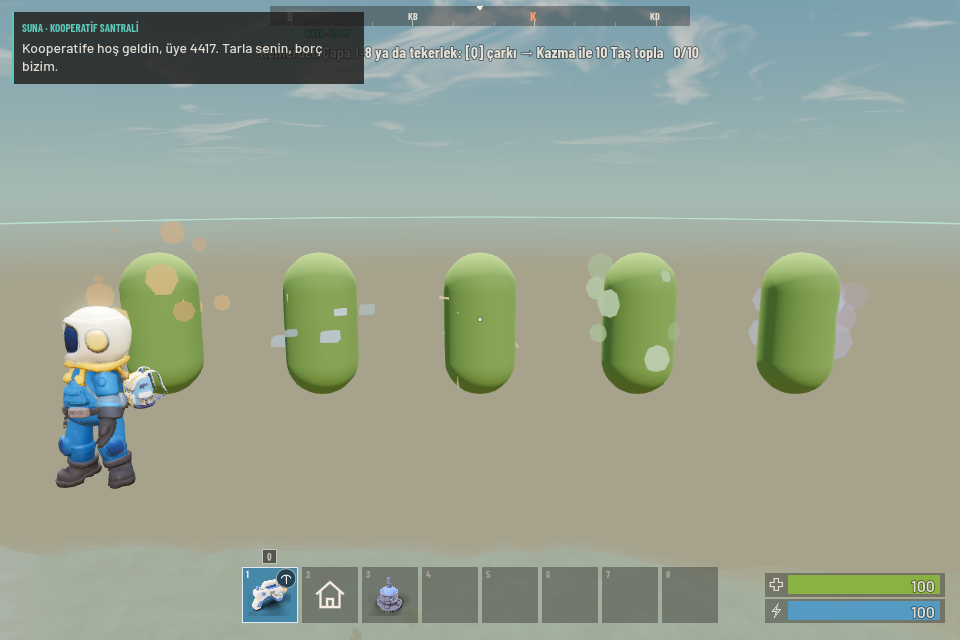 SUNA · KOOPERATİF SANTRALİ
Kooperatife hoş geldin, üye 4417. Tarla senin, borç
bizim.
KB
K
KD
1-8 ya da tekerlek: [Q] çarkı → Kazma ile 10 Taş topla 0/10
Q
1
2
3
4
5
6
7
8
100
100